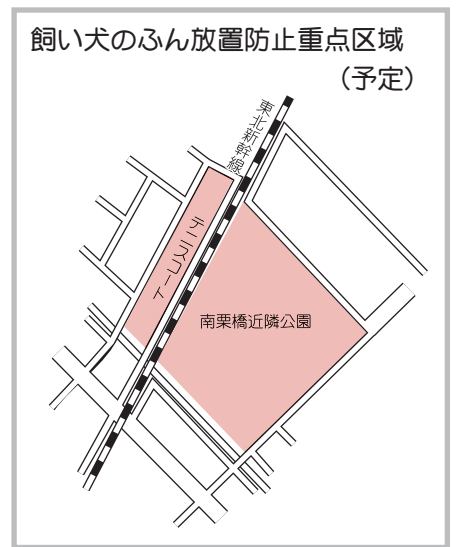 飼い犬のふん放置防止重点区域
（予定）
東北新幹線
テニスコート
南栗橋近隣公園